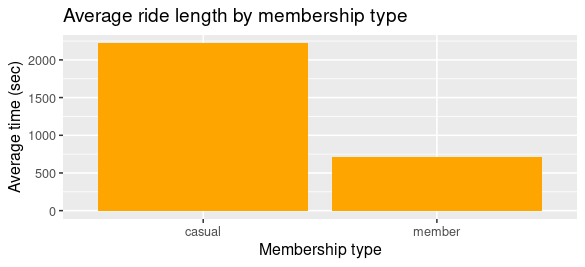 Average ride length by membership type
Average time (sec)
2000
1500
1000
500
0
casual member
Membership type